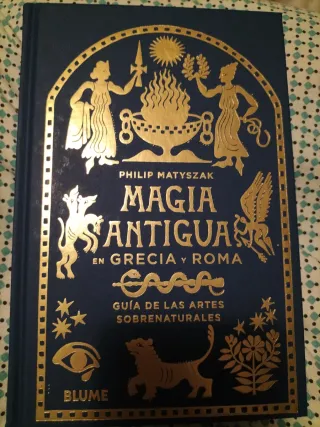 PHILIP MATYSZAK
MAGIA
ANTIGUA
EN GRECIA Y ROMA
GUÍA DE LAS ARTES
SOBRENATURALES
BLUME